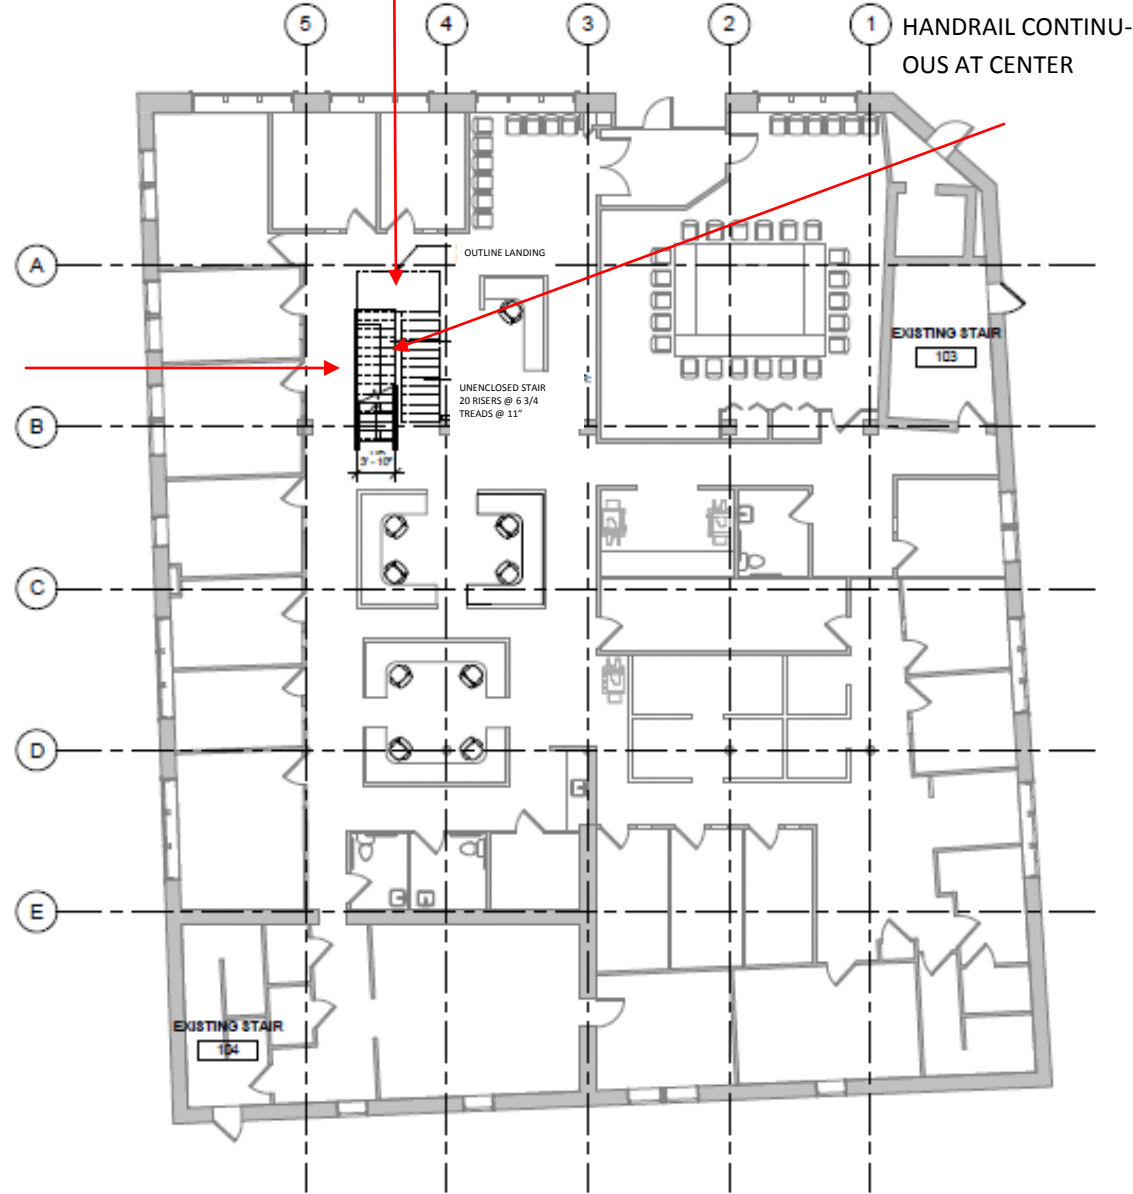 5
4
3
2
1
HANDRAIL CONTINU-
OUS AT CENTER
A
OUTLINE LANDING
EXISTING STAIR
103
UNENCLOSED STAIR
20 RISERS @ 6 3/4
TREADS @ 11"
B
3' - 10"
C
D
E
EXISTING STAIR
104